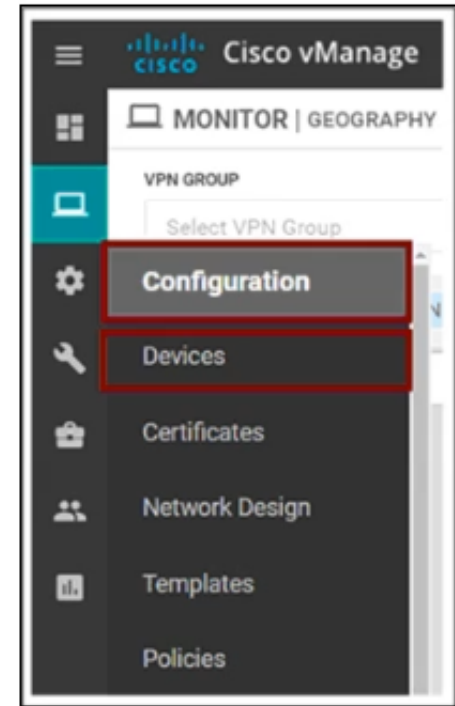 CISCO Cisco vManage
MONITOR | GEOGRAPHY
VPN GROUP
Select VPN Group
Configuration
Devices
Certificates
Network Design
Templates
Policies